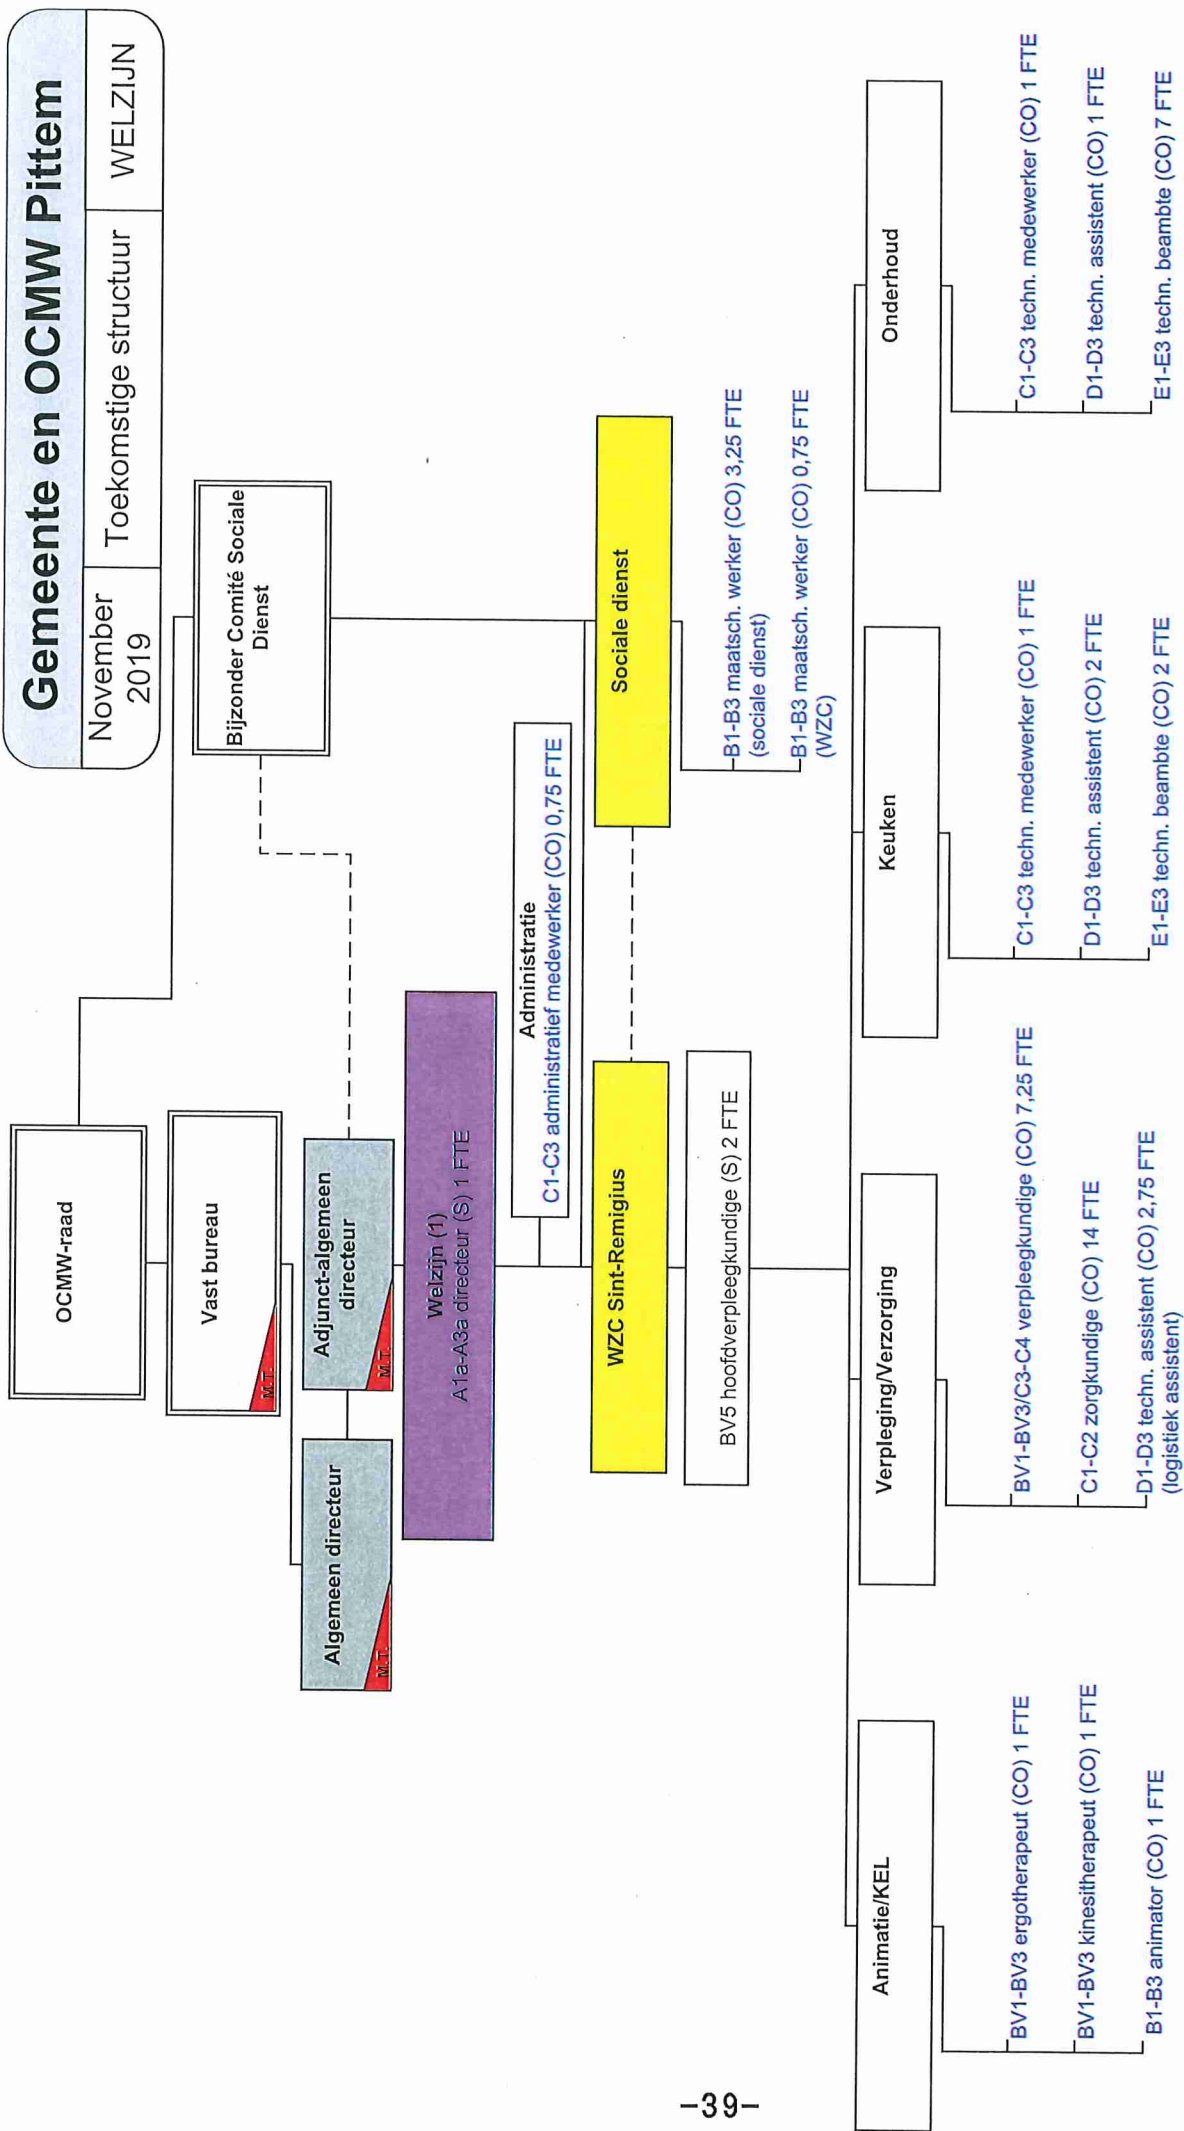 Gemeente en OCMW Pittem
November
2019
Toekomstige structuur
WELZIJN
OCMW-raad
Vast bureau
M.T.
Bijzonder Comité Sociale
Dienst
Algemeen directeur
M.T.
Adjunct-algemeen
directeur
M.T.
Welzijn (1)
A1a-A3a directeur (S) 1 FTE
Administratie
C1-C3 administratief medewerker (CO) 0,75 FTE
WZC Sint-Remigius
Sociale dienst
BV5 hoofdverpleegkundige (S) 2 FTE
B1-B3 maatsch. werker (CO) 3,25 FTE
(sociale dienst)
B1-B3 maatsch. werker (CO) 0,75 FTE
(WZC)
Animatie/KEL
BV1-BV3 ergotherapeut (CO) 1 FTE
BV1-BV3 kinesitherapeut (CO) 1 FTE
B1-B3 animator (CO) 1 FTE
Verpleging/Verzorging
BV1-BV3/C3-C4 verpleegkundige (CO) 7,25 FTE
C1-C2 zorgkundige (CO) 14 FTE
D1-D3 techn. assistent (CO) 2,75 FTE
(logistiek assistent)
Keuken
C1-C3 techn. medewerker (CO) 1 FTE
D1-D3 techn. assistent (CO) 2 FTE
E1-E3 techn. beambte (CO) 2 FTE
Onderhoud
C1-C3 techn. medewerker (CO) 1 FTE
D1-D3 techn. assistent (CO) 1 FTE
E1-E3 techn. beambte (CO) 7 FTE
-39-